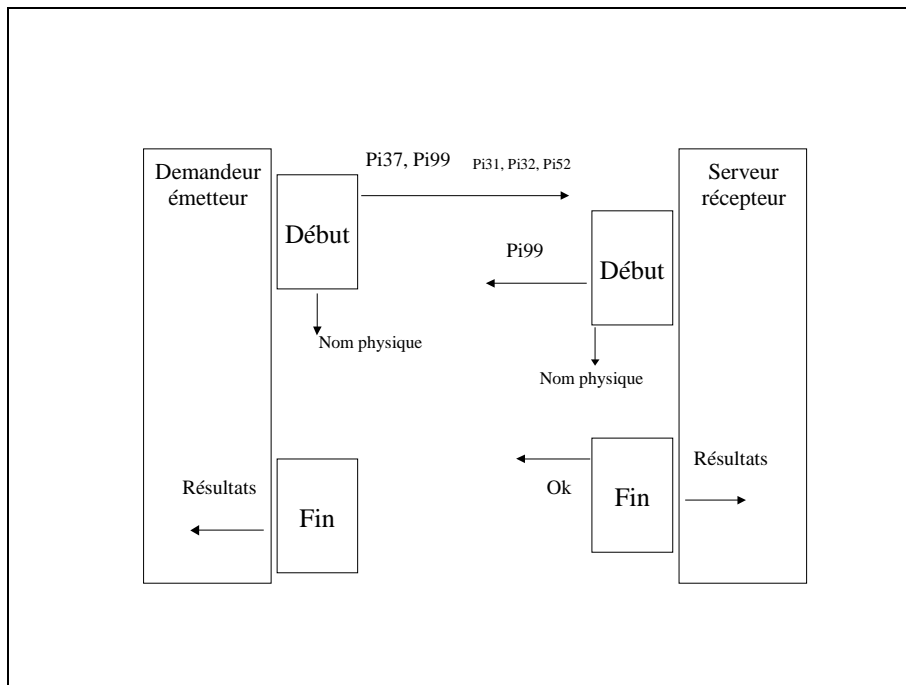 Demandeur
émetteur
Pi37, Pi99
Pi31, Pi32, Pi52
Serveur
récepteur
Début
Pi99
Début
Nom physique
Nom physique
Résultats
Fin
Ok
Fin
Résultats